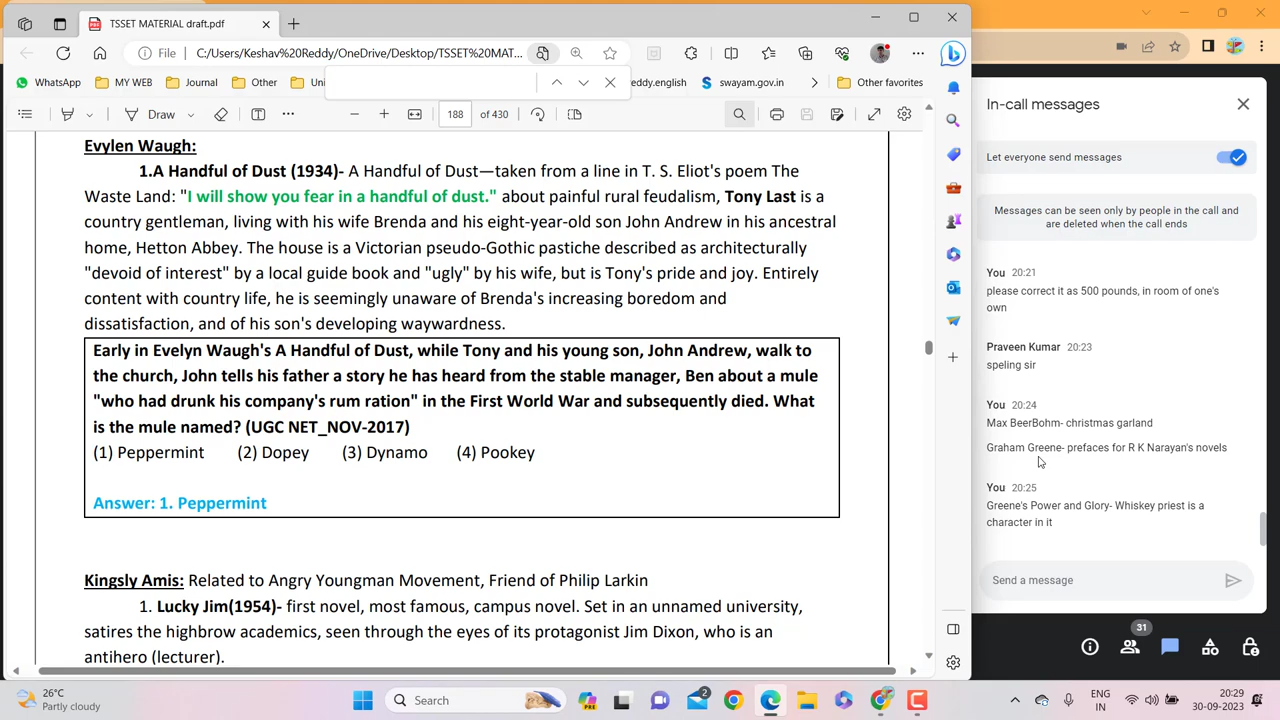 TSSET MATERIAL draft.pdf
File
C:/Users/Keshav%20Reddy/OneDrive/Desktop/TSSET%20MAT...
WhatsApp
MY WEB
Journal
Other
Uni
eddy.english
swayam.gov.in
Other favorites
Draw
188
of 430
Evylen Waugh:
1.A Handful of Dust (1934)- A Handful of Dust—taken from a line in T. S. Eliot's poem The
Waste Land: "I will show you fear in a handful of dust." about painful rural feudalism, Tony Last is a
country gentleman, living with his wife Brenda and his eight-year-old son John Andrew in his ancestral
home, Hetton Abbey. The house is a Victorian pseudo-Gothic pastiche described as architecturally
"devoid of interest" by a local guide book and "ugly" by his wife, but is Tony's pride and joy. Entirely
content with country life, he is seemingly unaware of Brenda's increasing boredom and
dissatisfaction, and of his son's developing waywardness.
Early in Evelyn Waugh's A Handful of Dust, while Tony and his young son, John Andrew, walk to
the church, John tells his father a story he has heard from the stable manager, Ben about a mule
"who had drunk his company's rum ration" in the First World War and subsequently died. What
is the mule named? (UGC NET_NOV-2017)
(1) Peppermint (2) Dopey (3) Dynamo (4) Pookey
Answer: 1. Peppermint
Kingsly Amis: Related to Angry Youngman Movement, Friend of Philip Larkin
1. Lucky Jim(1954)- first novel, most famous, campus novel. Set in an unnamed university,
satires the highbrow academics, seen through the eyes of its protagonist Jim Dixon, who is an
antihero (lecturer).
In-call messages
Let everyone send messages
Messages can be seen only by people in the call and
are deleted when the call ends
You 20:21
please correct it as 500 pounds, in room of one's
own
Praveen Kumar 20:23
speling sir
You 20:24
Max BeerBohm- christmas garland
Graham Greene- prefaces for R K Narayan's novels
You 20:25
Greene's Power and Glory- Whiskey priest is a
character in it
Send a message
31
26°C
Partly cloudy
Search
PRE
2
ENG
IN
20:29
30-09-2023